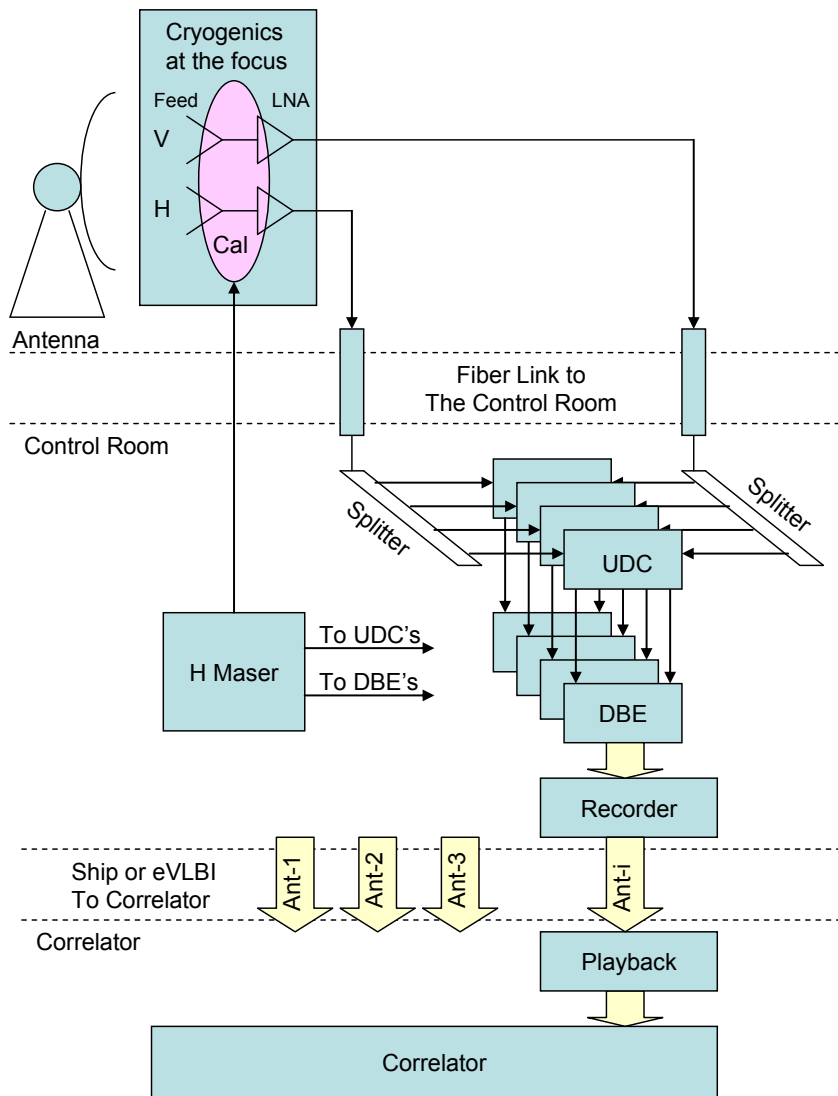 Cryogenics
at the focus
Feed
LNA
V
H
Cal
Antenna
Fiber Link to
The Control Room
Control Room
Splitter
Splitter
UDC
H Maser
To UDC's
To DBE's
DBE
Recorder
Ship or eVLBI
To Correlator
Ant-1
Ant-2
Ant-3
Ant-i
Correlator
Playback
Correlator